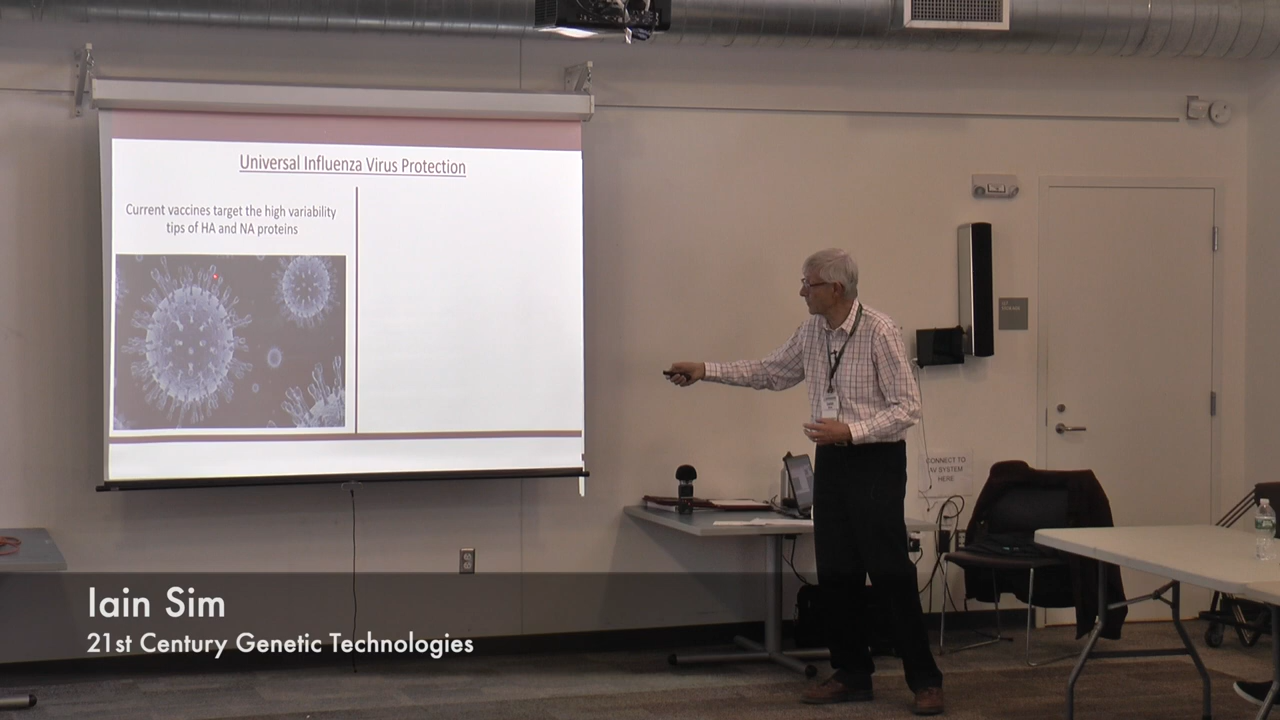 Universal Influenza Virus Protection
Current vaccines target the high variability
tips of HA and NA proteins
CONNECT TO
AV SYSTEM
HERE
Iain Sim
21st Century Genetic Technologies